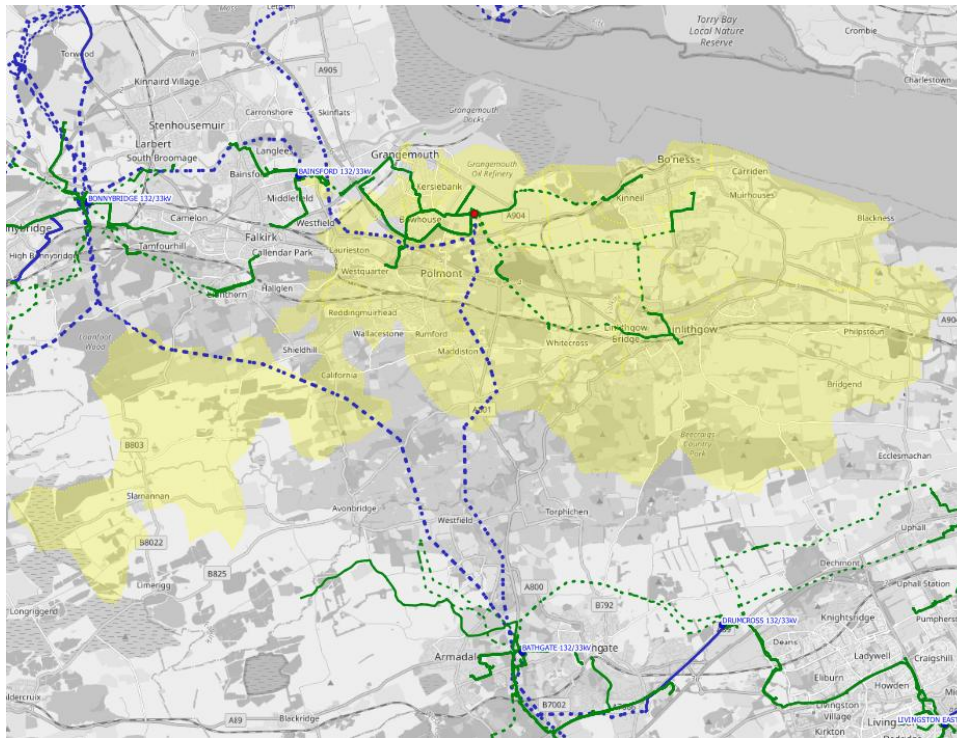 Torry Bay
Local Nature
Reserve
Crombie
Charlestown
Torwood
Kinnaird Village
A905
Carronshore
Skinflats
Grangemouth
Docks
Stenhousemuir
Larbert
South Broomage
Langlee
Grangemouth
Grangemouth
Oil Refinery
Bo'ness
Bainsford
BAINSFORD 132/33kV
Carriden
Middlefield
Kersiebank
Kinneil
Muirhouses
BONNYBRIDGE 132/33kV
Camelon
Westfield
Bowhouse
A904
Blackness
Falkirk
Tamfourhill
Callendar Park
Laurieston
High Bonnybridge
Westquarter
Polmont
Hallglen
Reddingmuirhead
Wallacestone
Rumford
Whitecross
Linlithgow
Bridge
Linlithgow
Philpstoun
A904
Shieldhill
Maddiston
California
Bridgend
A801
Beecraigs
Country
Park
B803
Ecclesmachan
Slamannan
Avonbridge
Westfield
Torphichen
B8022
Uphall
Limerigg
B825
Dechmont
A800
Uphall Station
Longriggend
B792
Knightsridge
DRUMCROSS 132/33kV
Deans
BATHGATE 132/33kV
Ladywell
Craigshill
Eliburn
Howden
B7002
Livingston
Village
Blackridge
Kirkton
LIVINGSTON EAST